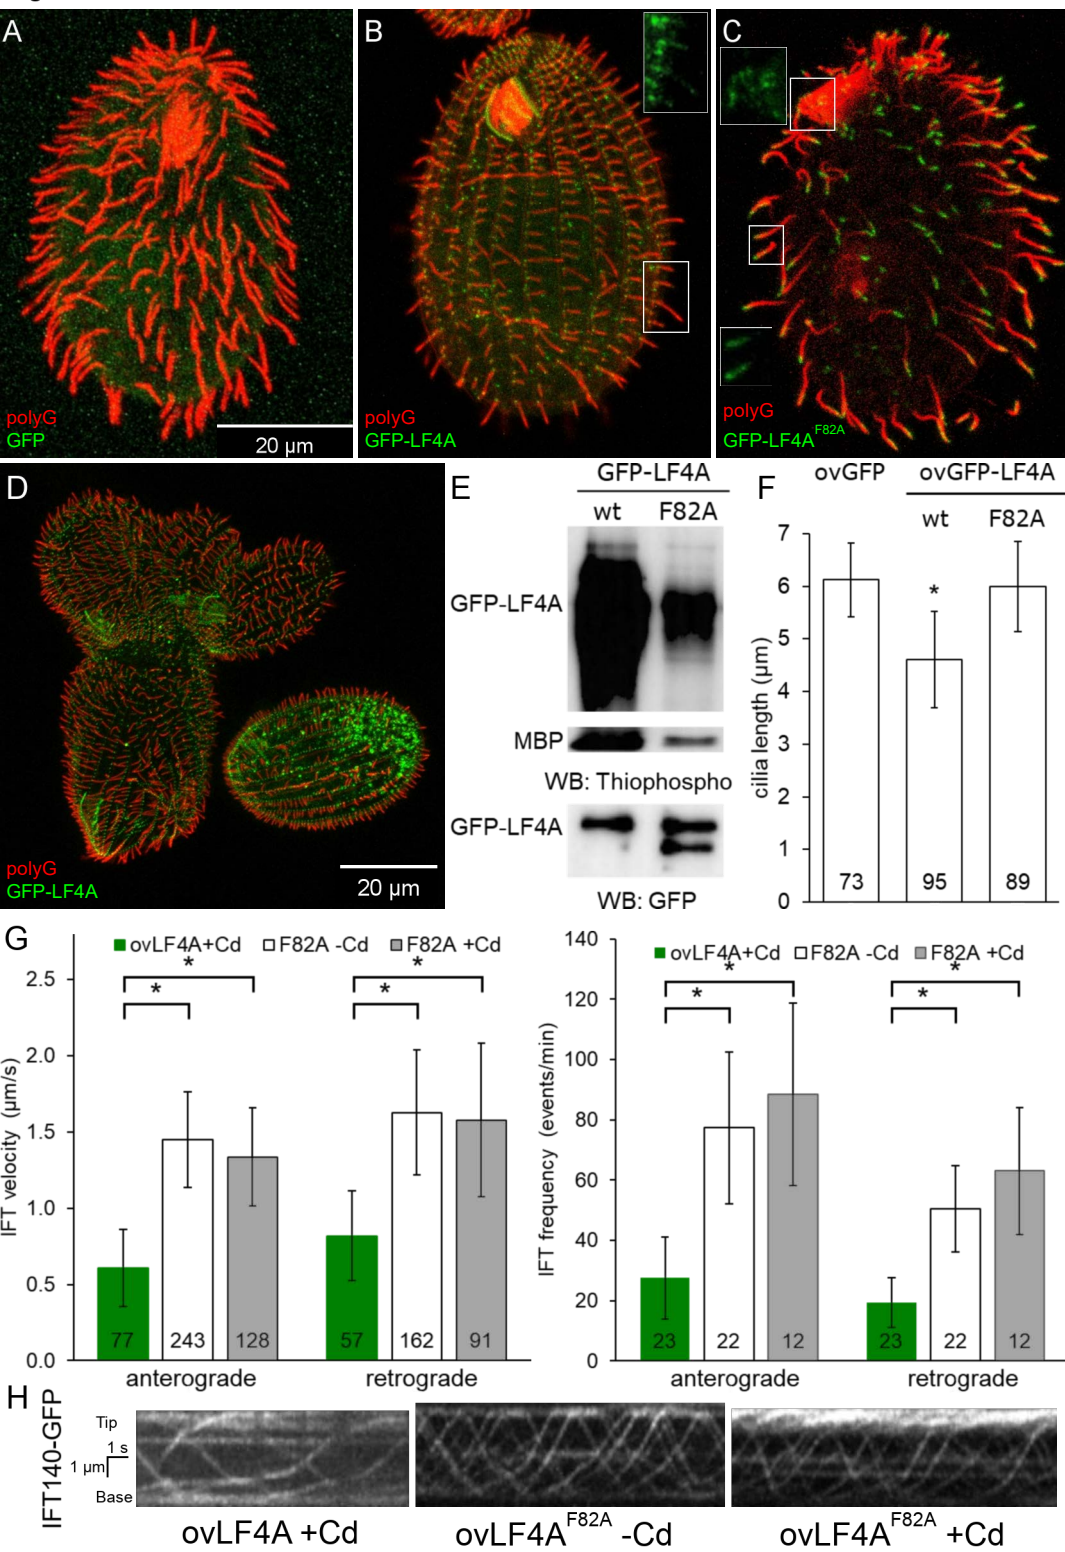 A
polyG
GFP
20 µm
B
polyG
GFP-LF4A
C
polyG
GFP-LF4A F82A
D
polyG
GFP-LF4A
20 µm
E
GFP-LF4A
wt F82A
GFP-LF4A
MBP
WB: Thiophospho
GFP-LF4A
WB: GFP
F
ovGFP ovGFP-LF4A
wt F82A
cilia length (µm)
7
6
5
4
3
2
1
0
*
73 95 89
G
ovLF4A+Cd F82A -Cd F82A +Cd
* * * *
IFT velocity (µm/s)
2.5
2.0
1.5
1.0
0.5
0.0
77 243 128 57 162 91
anterograde retrograde
ovLF4A+Cd F82A -Cd F82A +Cd
* * * *
IFT frequency (events/min)
140
120
100
80
60
40
20
0
23 22 12 23 22 12
anterograde retrograde
H
IFT140-GFP
Tip
1 s
1 µm
Base
ovLF4A +Cd
ovLF4A F82A -Cd
ovLF4A F82A +Cd